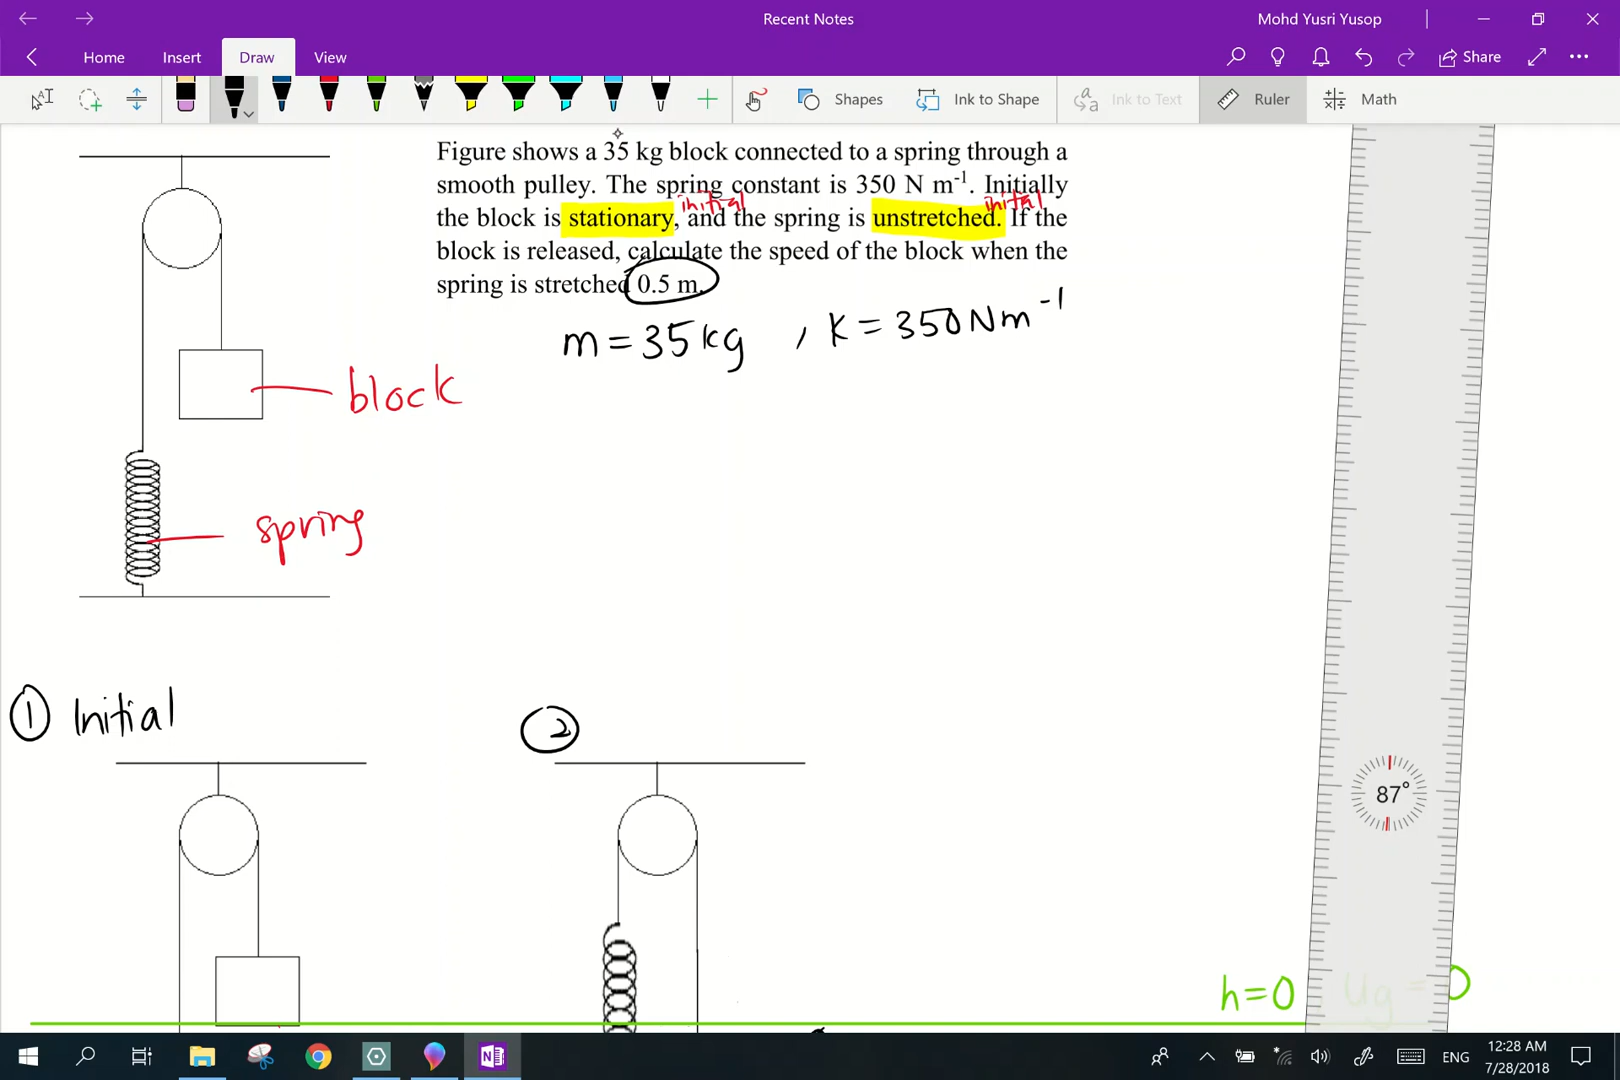 Recent Notes
Mohd Yusri Yusop
Home
Insert
Draw
View
Share
Shapes
Ink to Shape
Ink to Text
Ruler
Math
Figure shows a 35 kg block connected to a spring through a
smooth pulley. The spring constant is 350 N m⁻¹. Initially
initial
initial
the block is stationary, and the spring is unstretched. If the
block is released, calculate the speed of the block when the
spring is stretched 0.5 m.
m = 35kg , k = 350Nm⁻¹
block
spring
① Initial
②
87°
h=0 Ug = 0
ENG
12:28 AM
7/28/2018